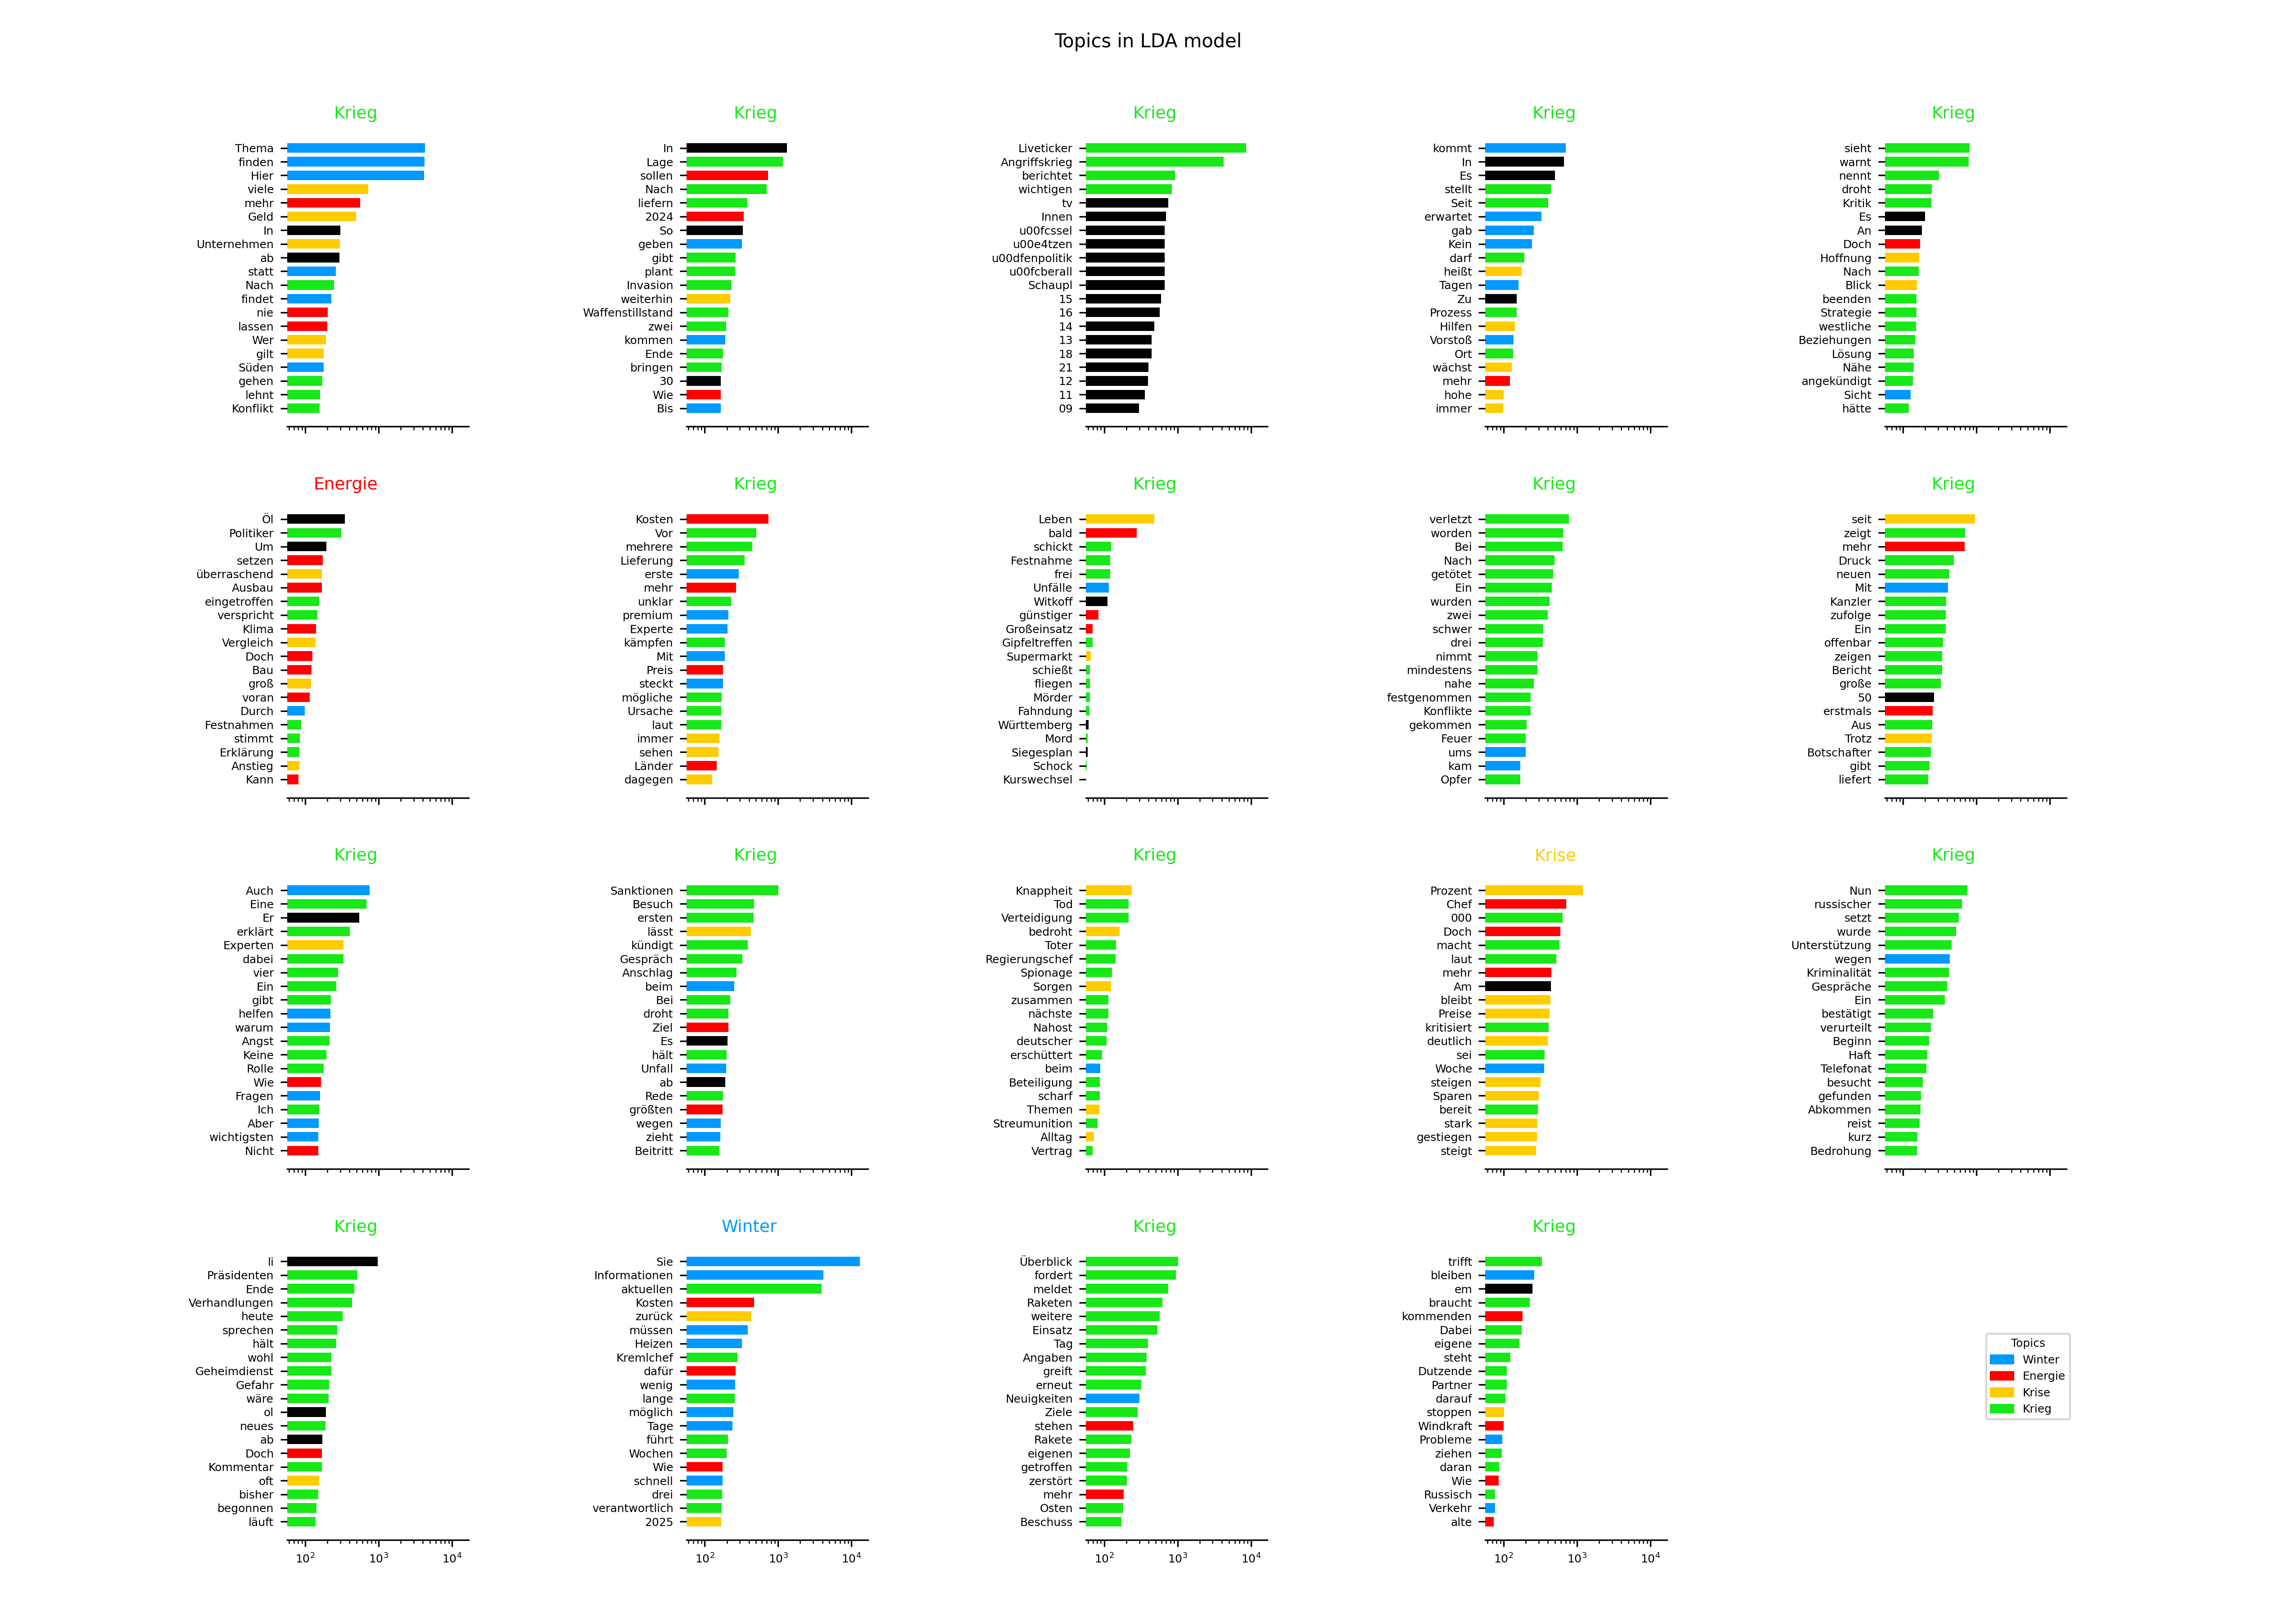 Topics in LDA model
Krieg
Thema
finden
Hier
viele
mehr
Geld
In
Unternehmen
ab
statt
Nach
findet
nie
lassen
Wer
gilt
Süden
gehen
lehnt
Konflikt
Krieg
In
Lage
sollen
Nach
liefern
2024
So
geben
gibt
plant
Invasion
weiterhin
Waffenstillstand
zwei
kommen
Ende
bringen
30
Wie
Bis
Krieg
Liveticker
Angriffskrieg
berichtet
wichtigen
tv
Innen
u00fcssel
u00e4tzen
u00dfenpolitik
u00fcberall
Schaupl
15
16
14
13
18
21
12
11
09
Krieg
kommt
In
Es
stellt
Seit
erwartet
gab
Kein
darf
heißt
Tagen
Zu
Prozess
Hilfen
Vorstoß
Ort
wächst
mehr
hohe
immer
Krieg
sieht
warnt
nennt
droht
Kritik
Es
An
Doch
Hoffnung
Nach
Blick
beenden
Strategie
westliche
Beziehungen
Lösung
Nähe
angekündigt
Sicht
hätte
Energie
Öl
Politiker
Um
setzen
überraschend
Ausbau
eingetroffen
verspricht
Klima
Vergleich
Doch
Bau
groß
voran
Durch
Festnahmen
stimmt
Erklärung
Anstieg
Kann
Krieg
Kosten
Vor
mehrere
Lieferung
erste
mehr
unklar
premium
Experte
kämpfen
Mit
Preis
steckt
mögliche
Ursache
laut
immer
sehen
Länder
dagegen
Krieg
Leben
bald
schickt
Festnahme
frei
Unfälle
Witkoff
günstiger
Großeinsatz
Gipfeltreffen
Supermarkt
schießt
fliegen
Mörder
Fahndung
Württemberg
Mord
Siegesplan
Schock
Kurswechsel
Krieg
verletzt
worden
Bei
Nach
getötet
Ein
wurden
zwei
schwer
drei
nimmt
mindestens
nahe
festgenommen
Konflikte
gekommen
Feuer
ums
kam
Opfer
Krieg
seit
zeigt
mehr
Druck
neuen
Mit
Kanzler
zufolge
Ein
offenbar
zeigen
Bericht
große
50
erstmals
Aus
Trotz
Botschafter
gibt
liefert
Krieg
Auch
Eine
Er
erklärt
Experten
dabei
vier
Ein
gibt
helfen
warum
Angst
Keine
Rolle
Wie
Fragen
Ich
Aber
wichtigsten
Nicht
Krieg
Sanktionen
Besuch
ersten
lässt
kündigt
Gespräch
Anschlag
beim
Bei
droht
Ziel
Es
hält
Unfall
ab
Rede
größten
wegen
zieht
Beitritt
Krieg
Knappheit
Tod
Verteidigung
bedroht
Toter
Regierungschef
Spionage
Sorgen
zusammen
nächste
Nahost
deutscher
erschüttert
beim
Beteiligung
scharf
Themen
Streumunition
Alltag
Vertrag
Krise
Prozent
Chef
000
Doch
macht
laut
mehr
Am
bleibt
Preise
kritisiert
deutlich
sei
Woche
steigen
Sparen
bereit
stark
gestiegen
steigt
Krieg
Nun
russischer
setzt
wurde
Unterstützung
wegen
Kriminalität
Gespräche
Ein
bestätigt
verurteilt
Beginn
Haft
Telefonat
besucht
gefunden
Abkommen
reist
kurz
Bedrohung
Krieg
li
Präsidenten
Ende
Verhandlungen
heute
sprechen
hält
wohl
Geheimdienst
Gefahr
wäre
ol
neues
ab
Doch
Kommentar
oft
bisher
begonnen
läuft
10² 10³ 10⁴
Winter
Sie
Informationen
aktuellen
Kosten
zurück
müssen
Heizen
Kremlchef
dafür
wenig
lange
möglich
Tage
führt
Wochen
Wie
schnell
drei
verantwortlich
2025
10² 10³ 10⁴
Krieg
Überblick
fordert
meldet
Raketen
weitere
Einsatz
Tag
Angaben
greift
erneut
Neuigkeiten
Ziele
stehen
Rakete
eigenen
getroffen
zerstört
mehr
Osten
Beschuss
10² 10³ 10⁴
Krieg
trifft
bleiben
em
braucht
kommenden
Dabei
eigene
steht
Dutzende
Partner
darauf
stoppen
Windkraft
Probleme
ziehen
daran
Wie
Russisch
Verkehr
alte
10² 10³ 10⁴
Topics
Winter
Energie
Krise
Krieg